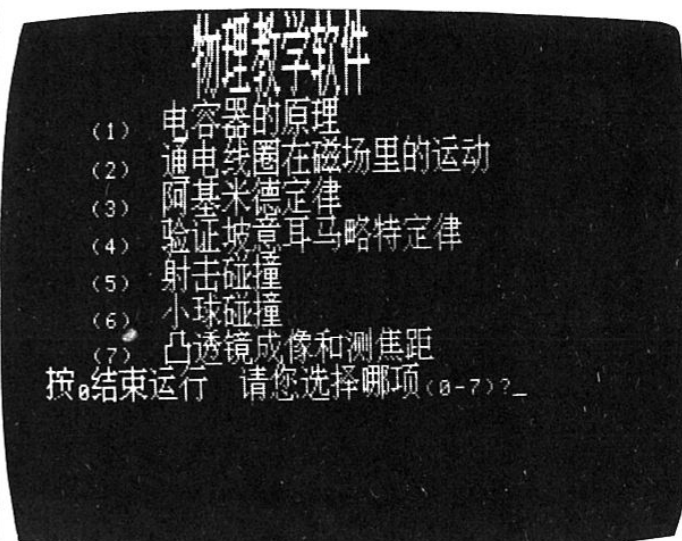 物理教学软件
(1) 电容器的原理
(2) 通电线圈在磁场里的运动
(3) 阿基米德定律
(4) 验证坡意耳马略特定律
(5) 射击碰撞
(6) 小球碰撞
(7) 凸透镜成像和测焦距
按0结束运行 请您选择哪项(0-7)?_